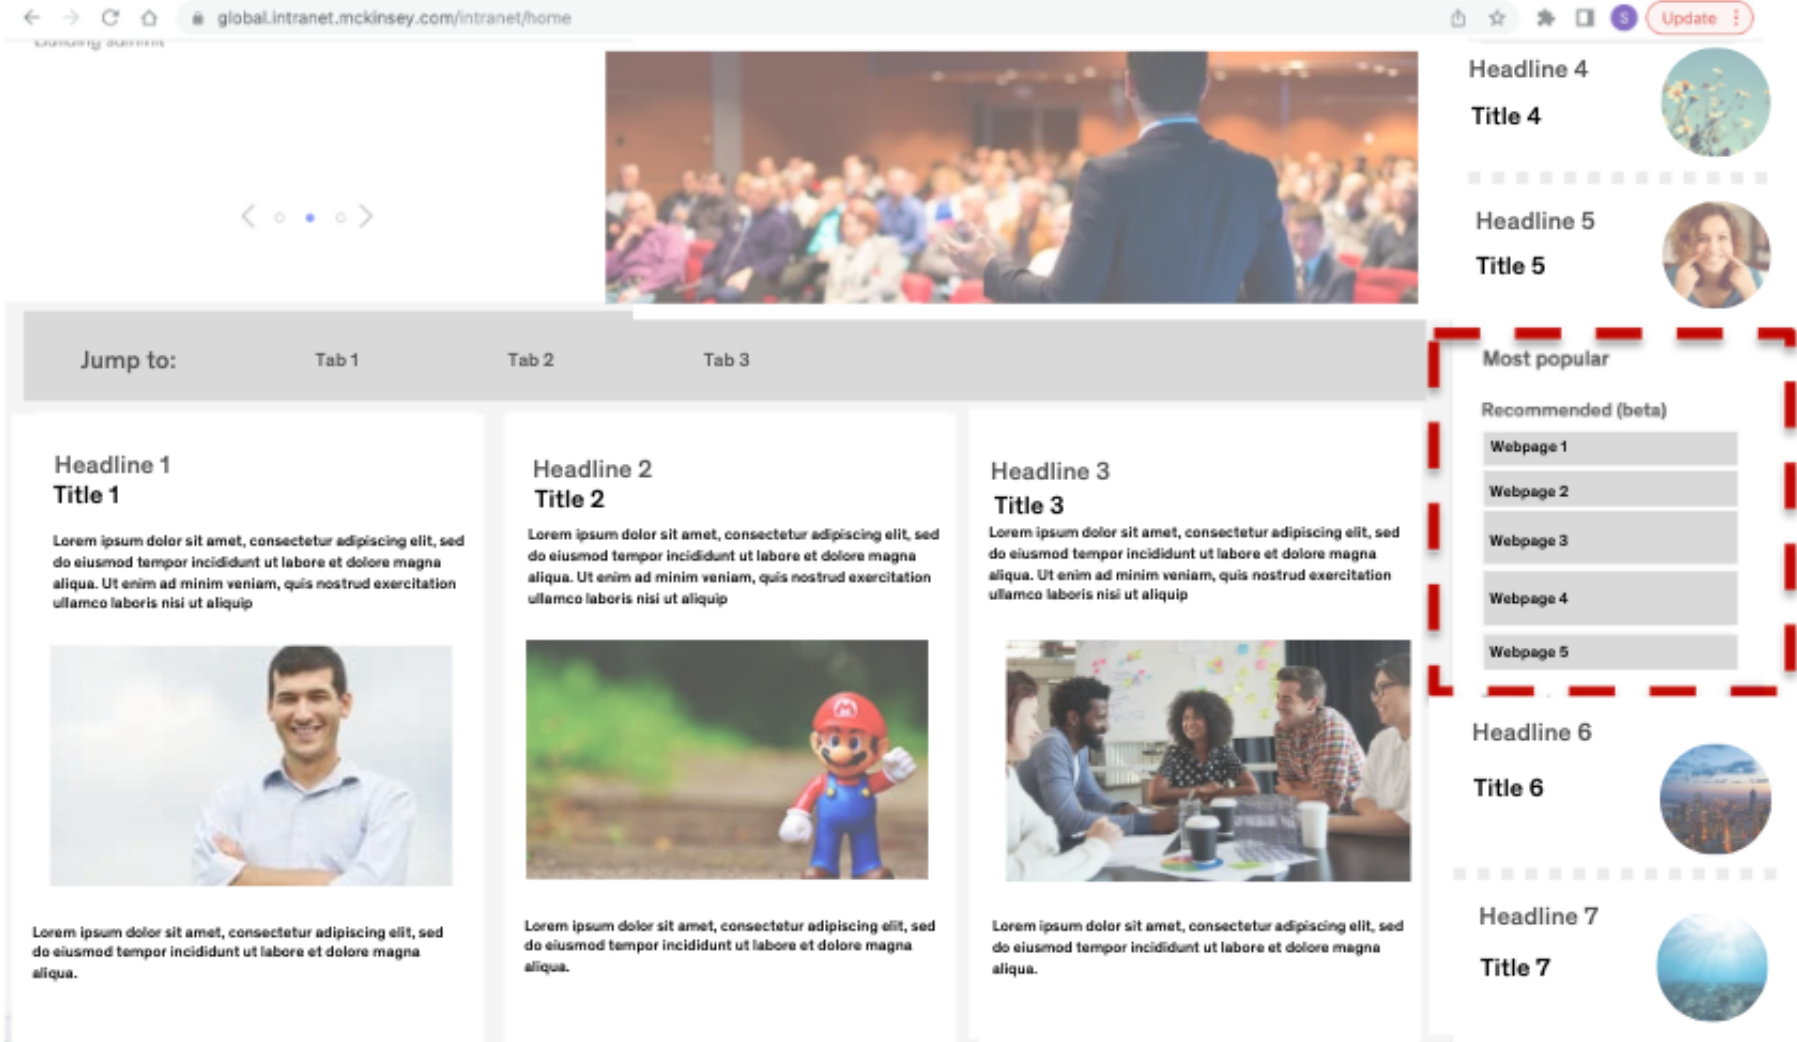 global.intranet.mckinsey.com/intranet/home
Update
Building summit
Headline 4
Title 4
Headline 5
Title 5
Jump to:
Tab 1
Tab 2
Tab 3
Headline 1
Title 1
Lorem ipsum dolor sit amet, consectetur adipiscing elit, sed
do eiusmod tempor incididunt ut labore et dolore magna
aliqua. Ut enim ad minim veniam, quis nostrud exercitation
ullamco laboris nisi ut aliquip
Lorem ipsum dolor sit amet, consectetur adipiscing elit, sed
do eiusmod tempor incididunt ut labore et dolore magna
aliqua.
Headline 2
Title 2
Lorem ipsum dolor sit amet, consectetur adipiscing elit, sed
do eiusmod tempor incididunt ut labore et dolore magna
aliqua. Ut enim ad minim veniam, quis nostrud exercitation
ullamco laboris nisi ut aliquip
M
Lorem ipsum dolor sit amet, consectetur adipiscing elit, sed
do eiusmod tempor incididunt ut labore et dolore magna
aliqua.
Headline 3
Title 3
Lorem ipsum dolor sit amet, consectetur adipiscing elit, sed
do eiusmod tempor incididunt ut labore et dolore magna
aliqua. Ut enim ad minim veniam, quis nostrud exercitation
ullamco laboris nisi ut aliquip
Lorem ipsum dolor sit amet, consectetur adipiscing elit, sed
do eiusmod tempor incididunt ut labore et dolore magna
aliqua.
Most popular
Recommended (beta)
Webpage 1
Webpage 2
Webpage 3
Webpage 4
Webpage 5
Headline 6
Title 6
Headline 7
Title 7
S